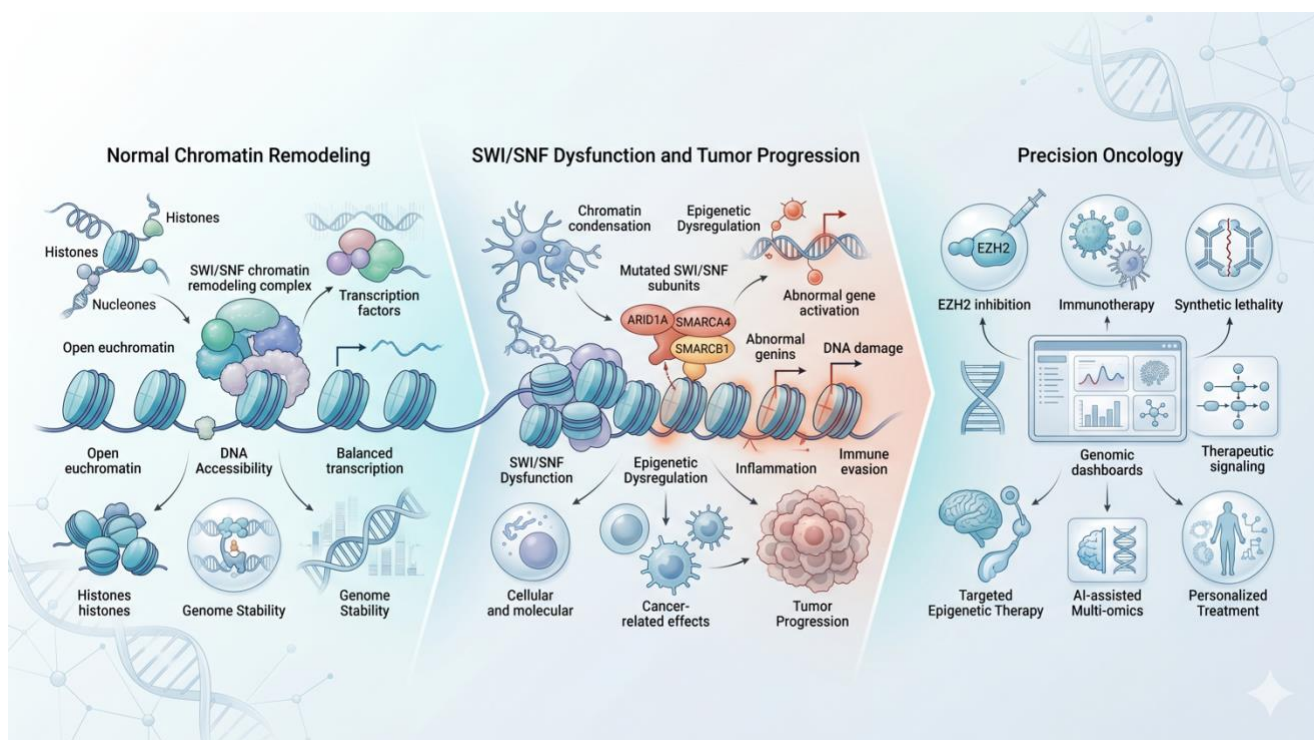 Normal Chromatin Remodeling
Histones
Histones
Nucleones
SWI/SNF chromatin
remodeling complex
Transcription
factors
Open euchromatin
Open
euchromatin
DNA
Accessibility
Balanced
transcription
Histones
histones
Genome Stability
Genome
Stability
SWI/SNF Dysfunction and Tumor Progression
Chromatin
condensation
Epigenetic
Dysregulation
Mutated SWI/SNF
subunits
Abnormal gene
activation
ARID1A
SMARCA4
SMARCB1
Abnormal
genins
DNA damage
SWI/SNF
Dysfunction
Epigenetic
Dysregulation
Inflammation
Immune
evasion
Cellular
and molecular
Cancer-
related effects
Tumor
Progression
Precision Oncology
EZH2
EZH2 inhibition
Immunotherapy
Synthetic lethality
Genomic
dashboards
Therapeutic
signaling
Targeted
Epigenetic Therapy
AI-assisted
Multi-omics
Personalized
Treatment